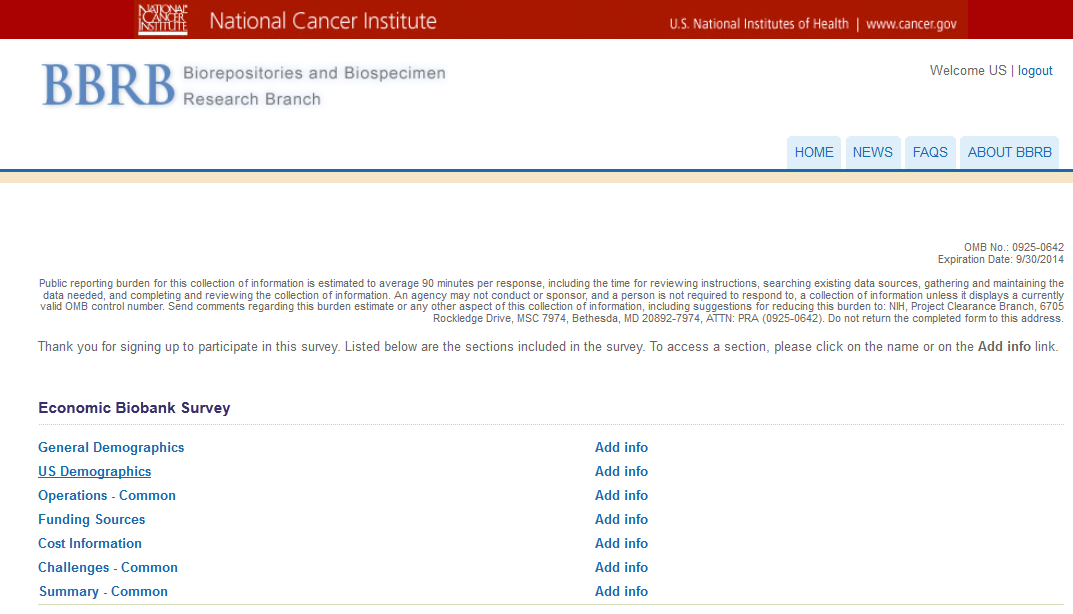 NATIONAL
CANCER
INSTITUTE
National Cancer Institute
U.S. National Institutes of Health | www.cancer.gov
BBRB
Biorepositories and Biospecimen
Research Branch
Welcome US | logout
HOME
NEWS
FAQS
ABOUT BBRB
OMB No.: 0925-0642
Expiration Date: 9/30/2014
Public reporting burden for this collection of information is estimated to average 90 minutes per response, including the time for reviewing instructions, searching existing data sources, gathering and maintaining the
data needed, and completing and reviewing the collection of information. An agency may not conduct or sponsor, and a person is not required to respond to, a collection of information unless it displays a currently
valid OMB control number. Send comments regarding this burden estimate or any other aspect of this collection of information, including suggestions for reducing this burden to: NIH, Project Clearance Branch, 6705
Rockledge Drive, MSC 7974, Bethesda, MD 20892-7974, ATTN: PRA (0925-0642). Do not return the completed form to this address.
Thank you for signing up to participate in this survey. Listed below are the sections included in the survey. To access a section, please click on the name or on the Add info link.
Economic Biobank Survey
General Demographics Add info
US Demographics Add info
Operations - Common Add info
Funding Sources Add info
Cost Information Add info
Challenges - Common Add info
Summary - Common Add info